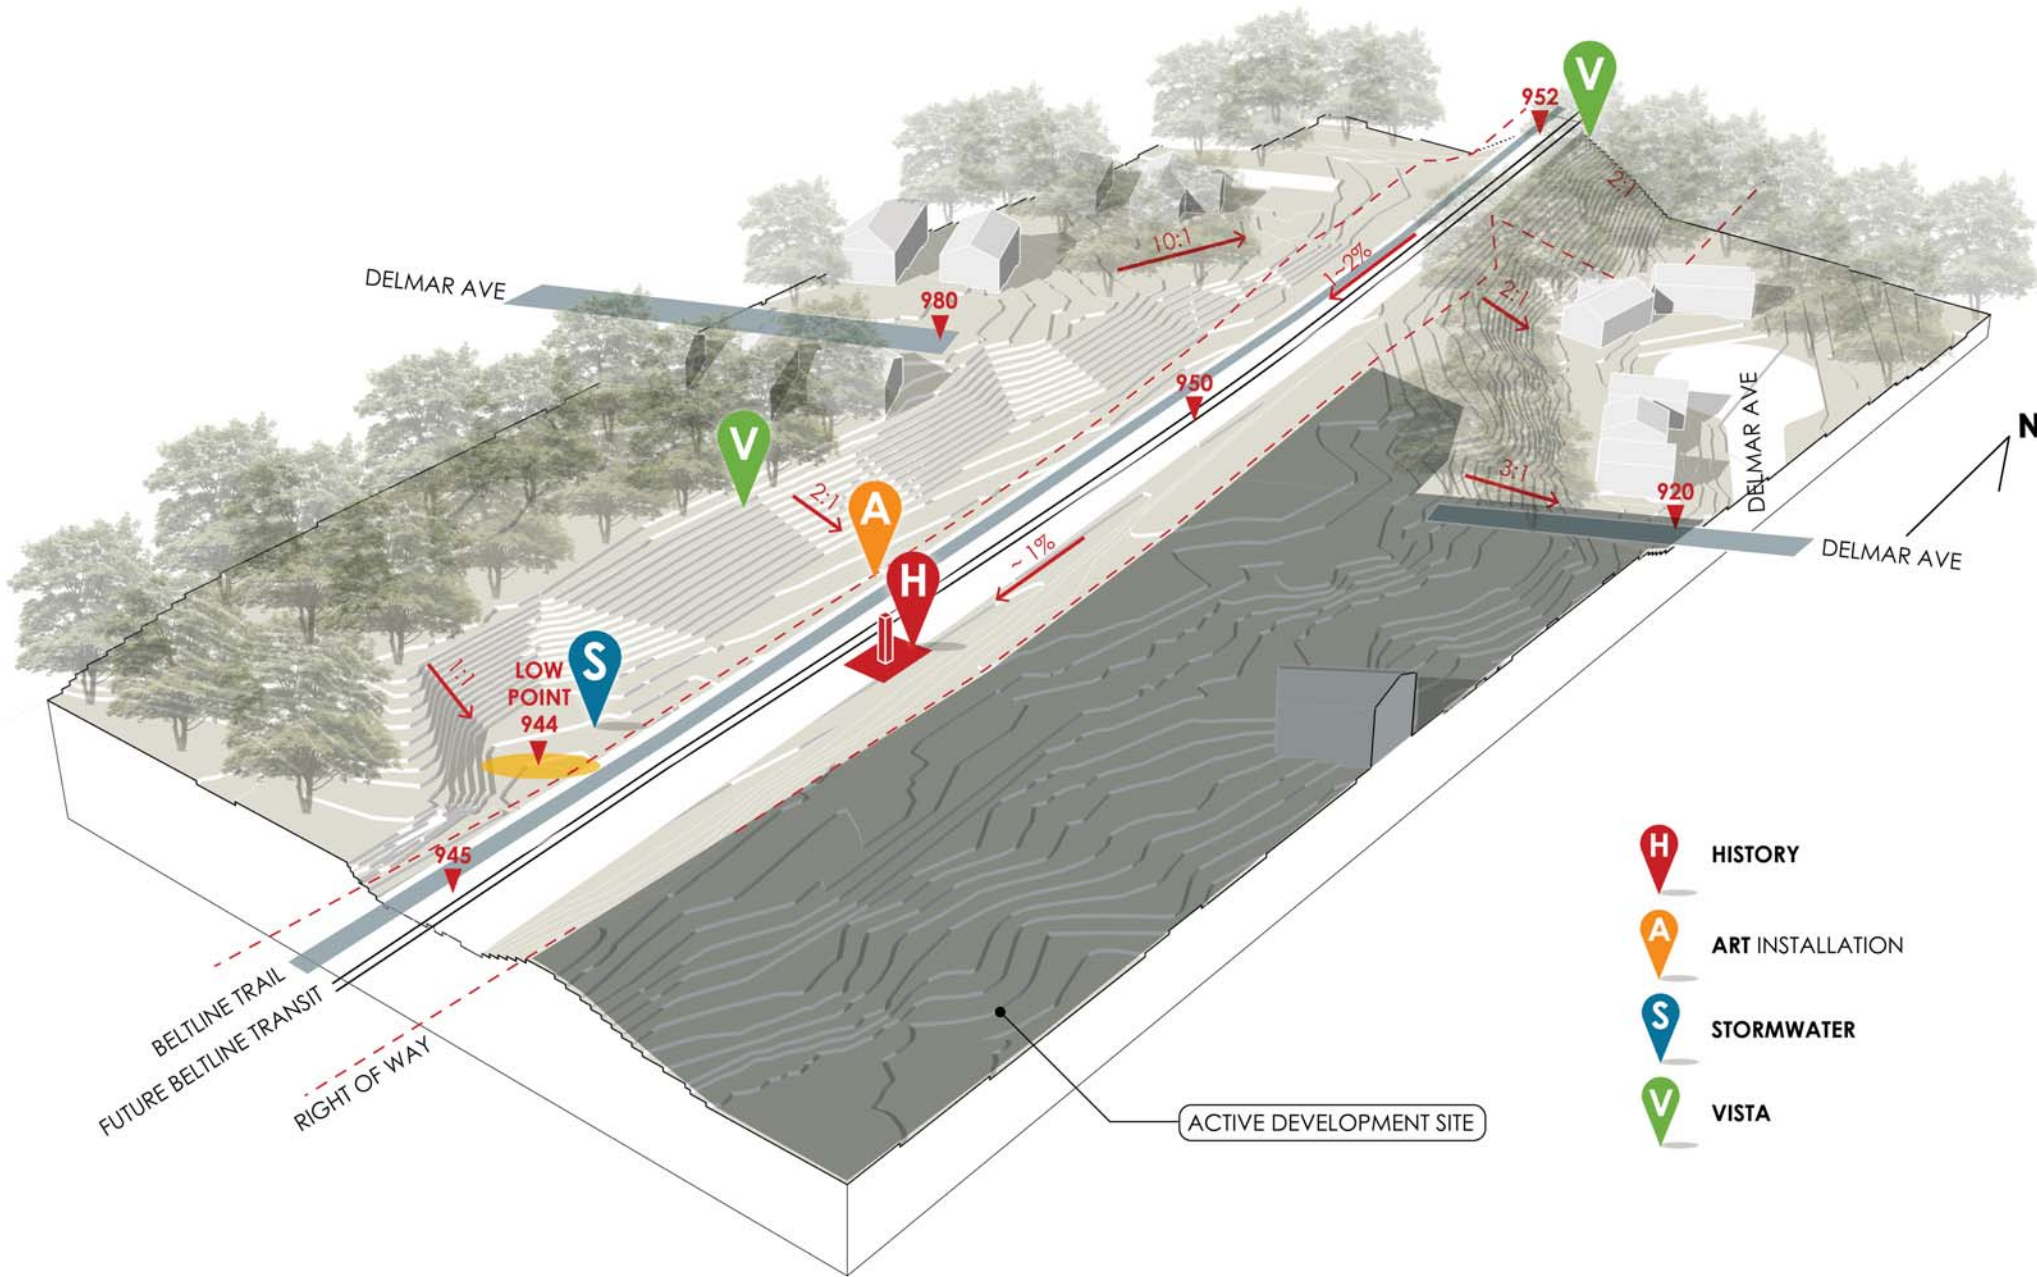 V
952
2:1
10:1
1~2%
DELMAR AVE
980
2:1
950
DELMAR AVE
N
V
2:1
A
3:1
920
DELMAR AVE
~ 1%
H
S
1:1
LOW
POINT
944
945
BELTLINE TRAIL
FUTURE BELTLINE TRANSIT
RIGHT OF WAY
ACTIVE DEVELOPMENT SITE
H HISTORY
A ART INSTALLATION
S STORMWATER
V VISTA